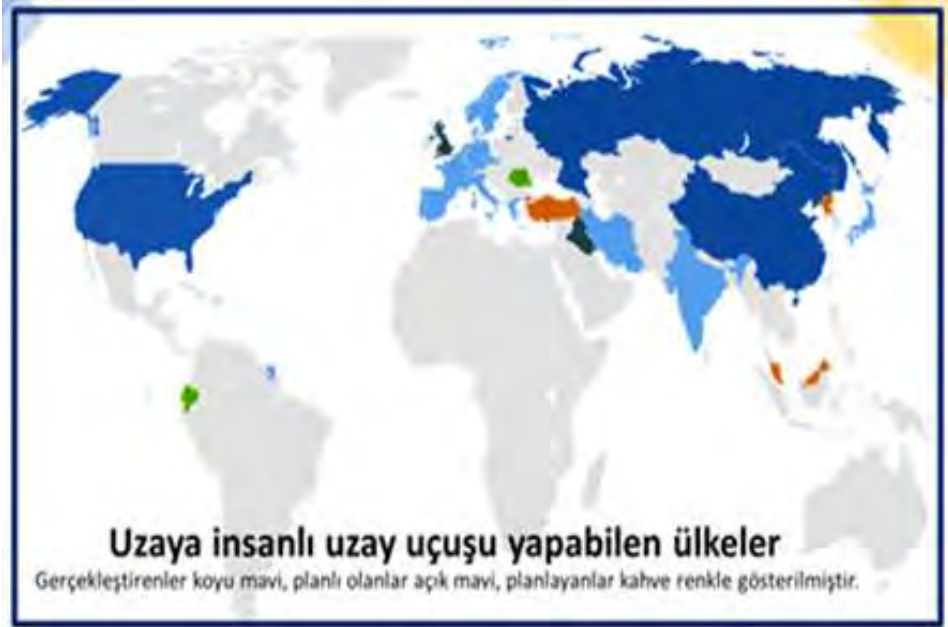 Uzaya insanlı uzay uçuşu yapabilen ülkeler
Gerçekleştirenler koyu mavi, planlı olanlar açık mavi, planlayanlar kahve renkle gösterilmiştir.